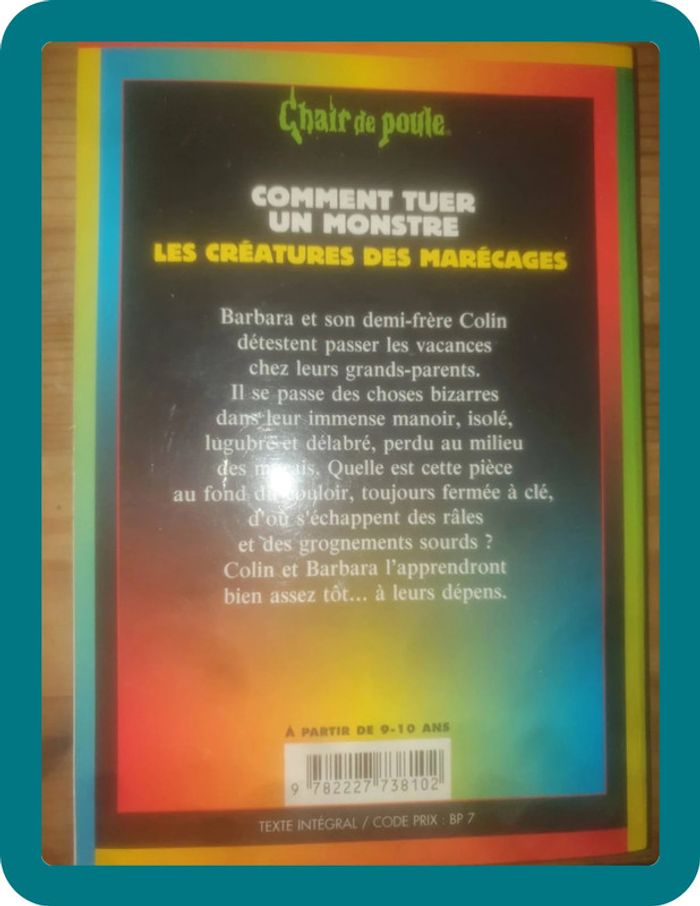 Chair de poule
COMMENT TUER
UN MONSTRE
LES CRÉATURES DES MARÉCAGES
Barbara et son demi-frère Colin
détestent passer les vacances
chez leurs grands-parents.
Il se passe des choses bizarres
dans leur immense manoir, isolé,
lugubre et délabré, perdu au milieu
des marais. Quelle est cette pièce
au fond du couloir, toujours fermée à clé,
d'où s'échappent des râles
et des grognements sourds ?
Colin et Barbara l'apprendront
bien assez tôt... à leurs dépens.
À PARTIR DE 9-10 ANS
9 782227 738102
TEXTE INTÉGRAL / CODE PRIX : BP 7